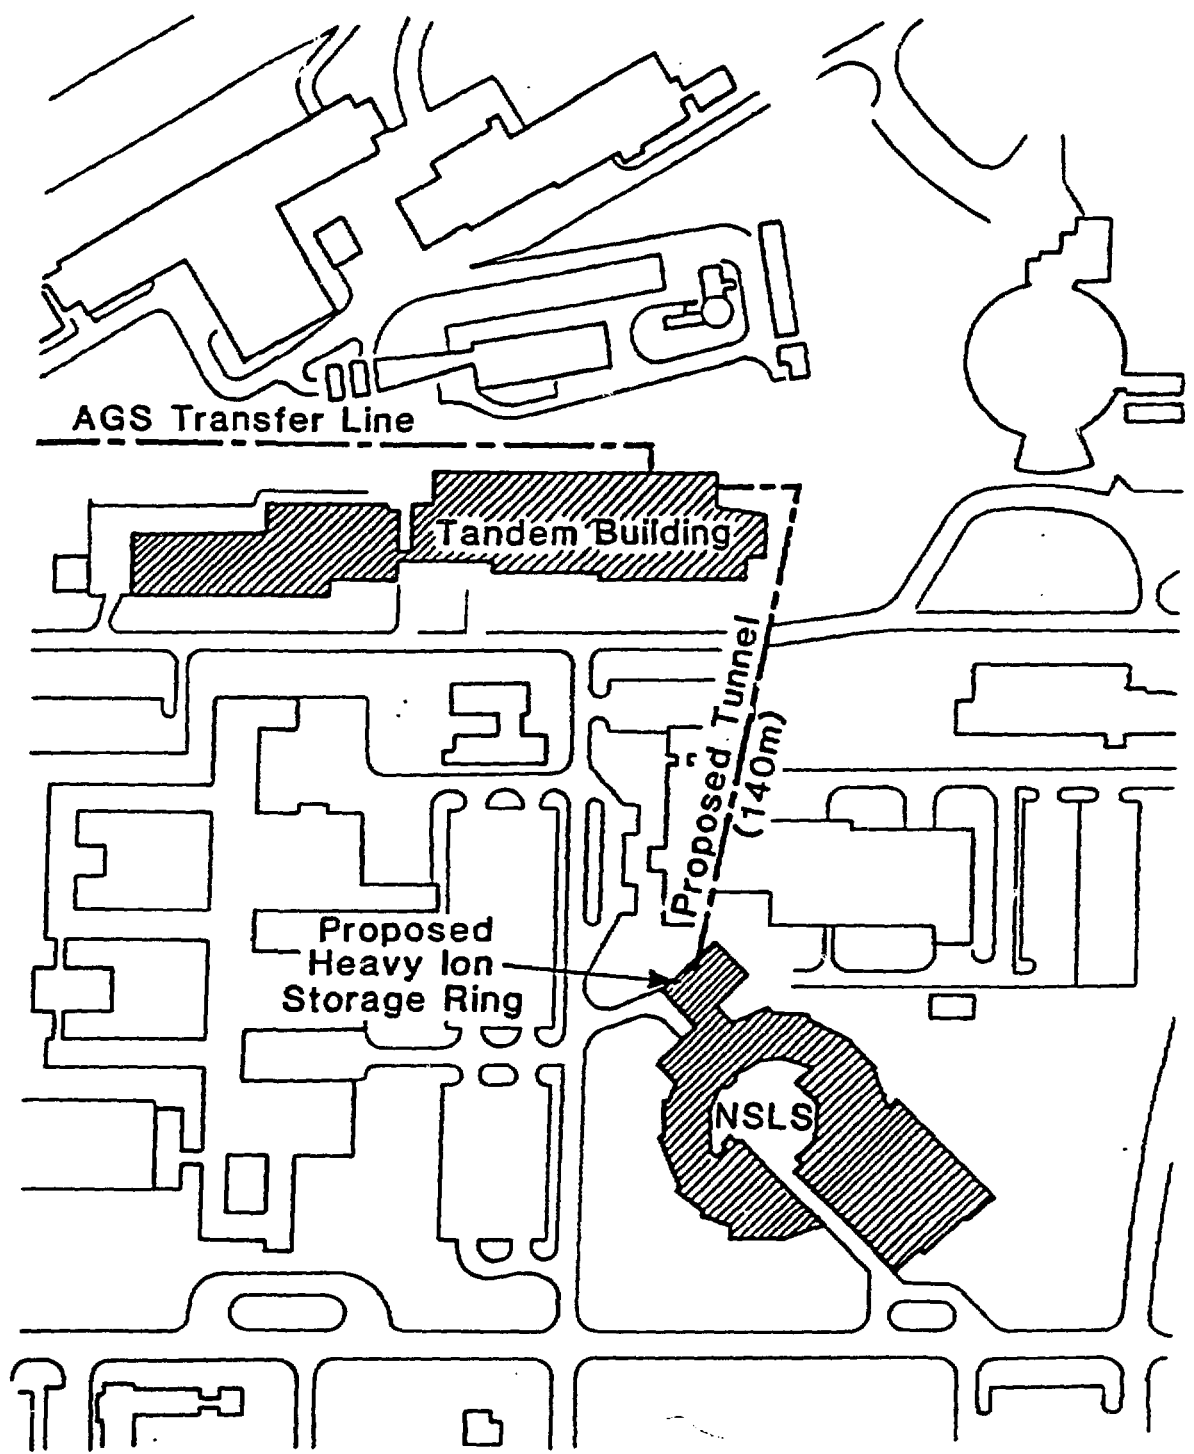 AGS Transfer Line
Tandem Building
Proposed Tunnel
(140m)
Proposed
Heavy Ion
Storage Ring
NSLS